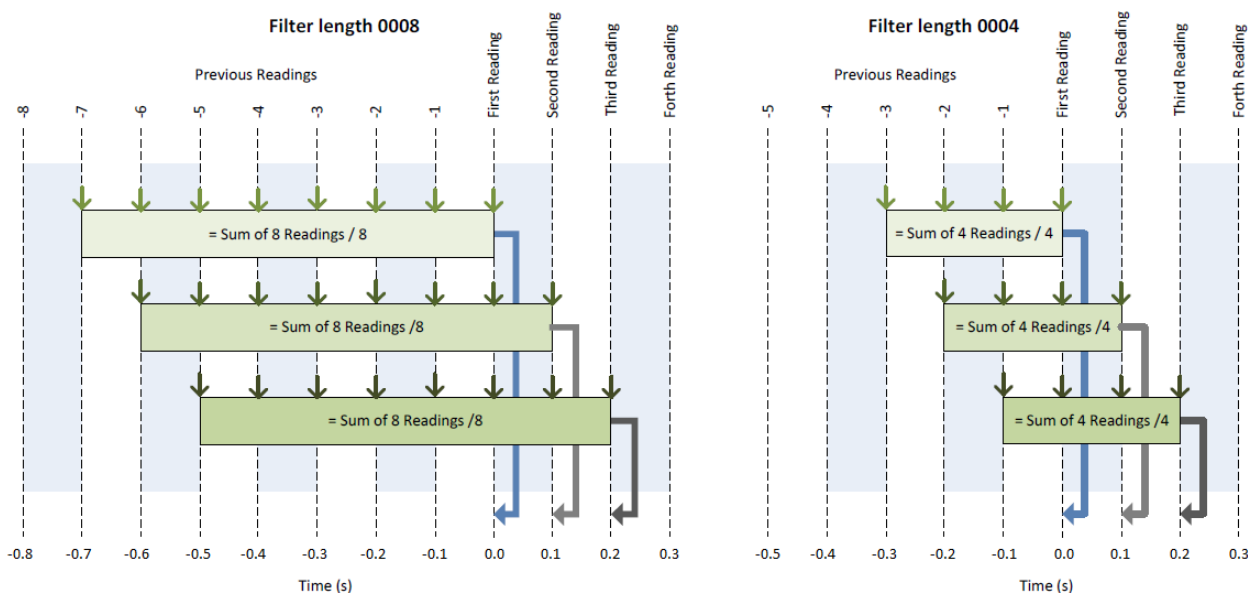 Filter length 0008
Previous Readings
-8 -7 -6 -5 -4 -3 -2 -1 First Reading Second Reading Third Reading Forth Reading
= Sum of 8 Readings / 8
= Sum of 8 Readings /8
= Sum of 8 Readings /8
-0.8 -0.7 -0.6 -0.5 -0.4 -0.3 -0.2 -0.1 0.0 0.1 0.2 0.3
Time (s)
Filter length 0004
Previous Readings
-5 -4 -3 -2 -1 First Reading Second Reading Third Reading Forth Reading
= Sum of 4 Readings / 4
= Sum of 4 Readings /4
= Sum of 4 Readings /4
-0.5 -0.4 -0.3 -0.2 -0.1 0.0 0.1 0.2 0.3
Time (s)